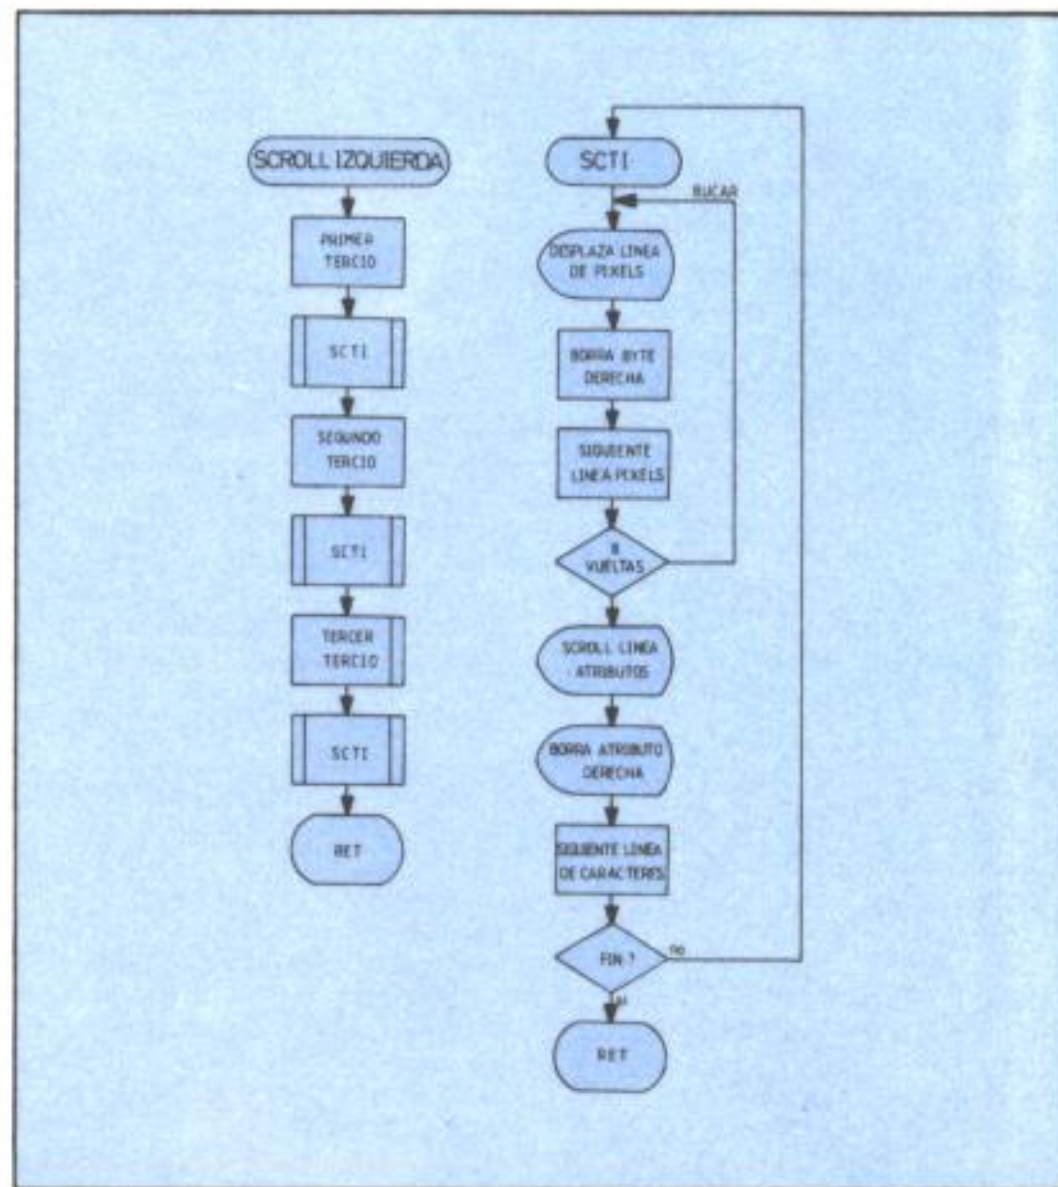 SCROLL IZQUIERDA
PRIMER
TERCIO
SCTI
SEGUNDO
TERCIO
SCTI
TERCER
TERCIO
SCTI
RET
SCTI
BUCAR
DISPLAZA LINEA
DE PIXELS
BORRA BYTE
DERECHA
SIGUIENTE
LINEA PIXELS
8
VUELTAS
SCROLL LINEA
ATRIBUTOS
BORRA ATRIBUTO
DERECHA
SIGUIENTE LINEA
DE CARACTERES
FIN ?
no
RET